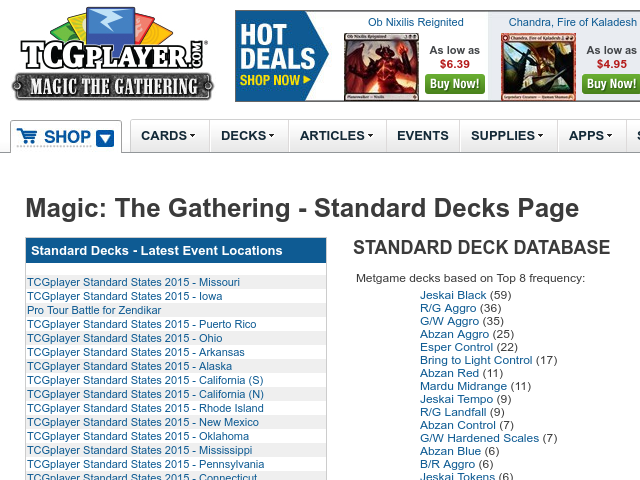 TCGPLAYER.COM
MAGIC THE GATHERING
HOT
DEALS
SHOP NOW
Ob Nixilis Reignited
As low as
$6.39
Buy Now!
Chandra, Fire of Kaladesh
As low as
$4.95
Buy Now!
SHOP
CARDS
DECKS
ARTICLES
EVENTS
SUPPLIES
APPS
Magic: The Gathering - Standard Decks Page
Standard Decks - Latest Event Locations
TCGplayer Standard States 2015 - Missouri
TCGplayer Standard States 2015 - Iowa
Pro Tour Battle for Zendikar
TCGplayer Standard States 2015 - Puerto Rico
TCGplayer Standard States 2015 - Ohio
TCGplayer Standard States 2015 - Arkansas
TCGplayer Standard States 2015 - Alaska
TCGplayer Standard States 2015 - California (S)
TCGplayer Standard States 2015 - California (N)
TCGplayer Standard States 2015 - Rhode Island
TCGplayer Standard States 2015 - New Mexico
TCGplayer Standard States 2015 - Oklahoma
TCGplayer Standard States 2015 - Mississippi
TCGplayer Standard States 2015 - Pennsylvania
TCGplayer Standard States 2015 - Connecticut
STANDARD DECK DATABASE
Metgame decks based on Top 8 frequency:
Jeskai Black (59)
R/G Aggro (36)
G/W Aggro (35)
Abzan Aggro (25)
Esper Control (22)
Bring to Light Control (17)
Abzan Red (11)
Mardu Midrange (11)
Jeskai Tempo (9)
R/G Landfall (9)
Abzan Control (7)
G/W Hardened Scales (7)
Abzan Blue (6)
B/R Aggro (6)
Jeskai Tokens (6)